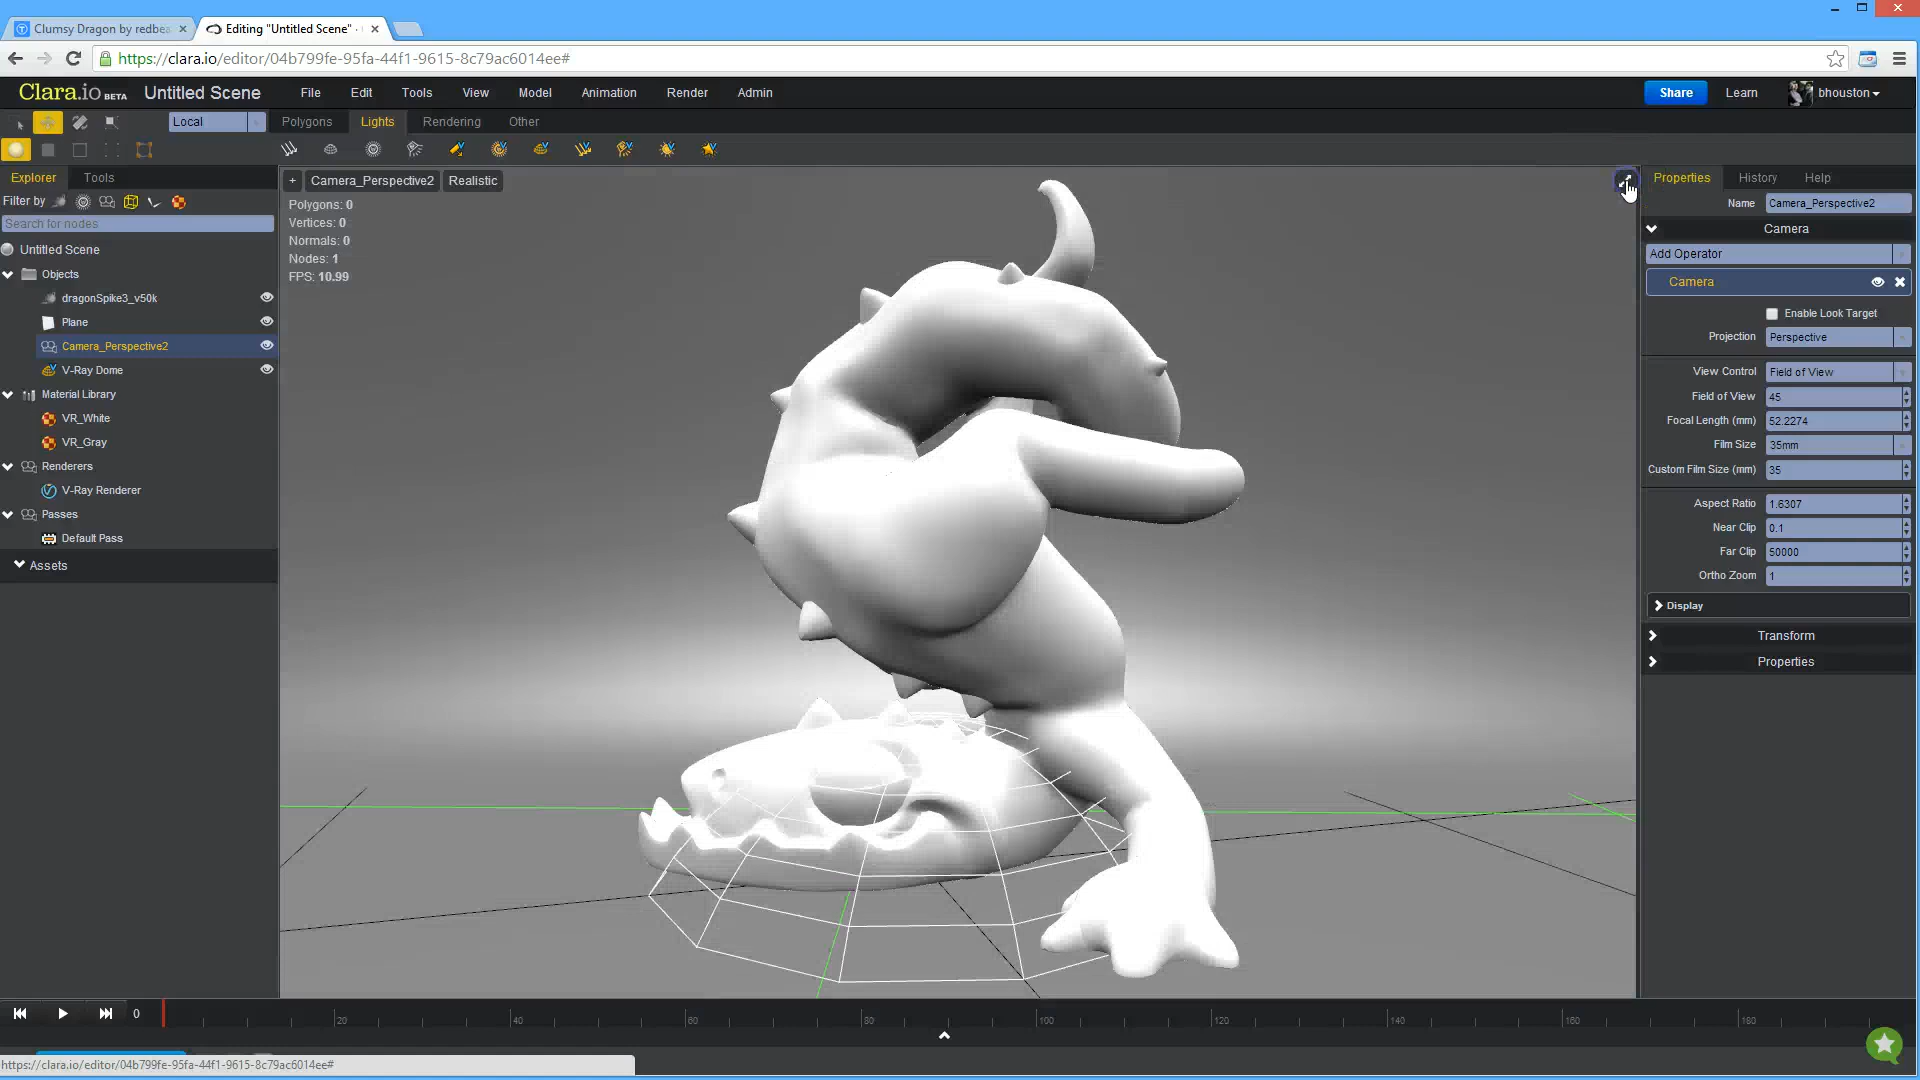 Clumsy Dragon by redbea
Editing "Untitled Scene" -
https://clara.io/editor/04b799fe-95fa-44f1-9615-8c79ac6014ee#
Clara.io BETA Untitled Scene File Edit Tools View Model Animation Render Admin Share Learn bhouston
Local Polygons Lights Rendering Other
Explorer Tools
Filter by
Search for nodes
Untitled Scene
Objects
dragonSpike3_v50k
Plane
Camera_Perspective2
V-Ray Dome
Material Library
VR_White
VR_Gray
Renderers
V-Ray Renderer
Passes
Default Pass
Assets
+ Camera_Perspective2 Realistic
Polygons: 0
Vertices: 0
Normals: 0
Nodes: 1
FPS: 10.99
Properties History Help
Name Camera_Perspective2
Camera
Add Operator
Camera
Enable Look Target
Projection Perspective
View Control Field of View
Field of View 45
Focal Length (mm) 52.2274
Film Size 35mm
Custom Film Size (mm) 35
Aspect Ratio 1.6307
Near Clip 0.1
Far Clip 50000
Ortho Zoom 1
Display
Transform
Properties
0 20 40 60 80 100 120 140 160 180
https://clara.io/editor/04b799fe-95fa-44f1-9615-8c79ac6014ee#